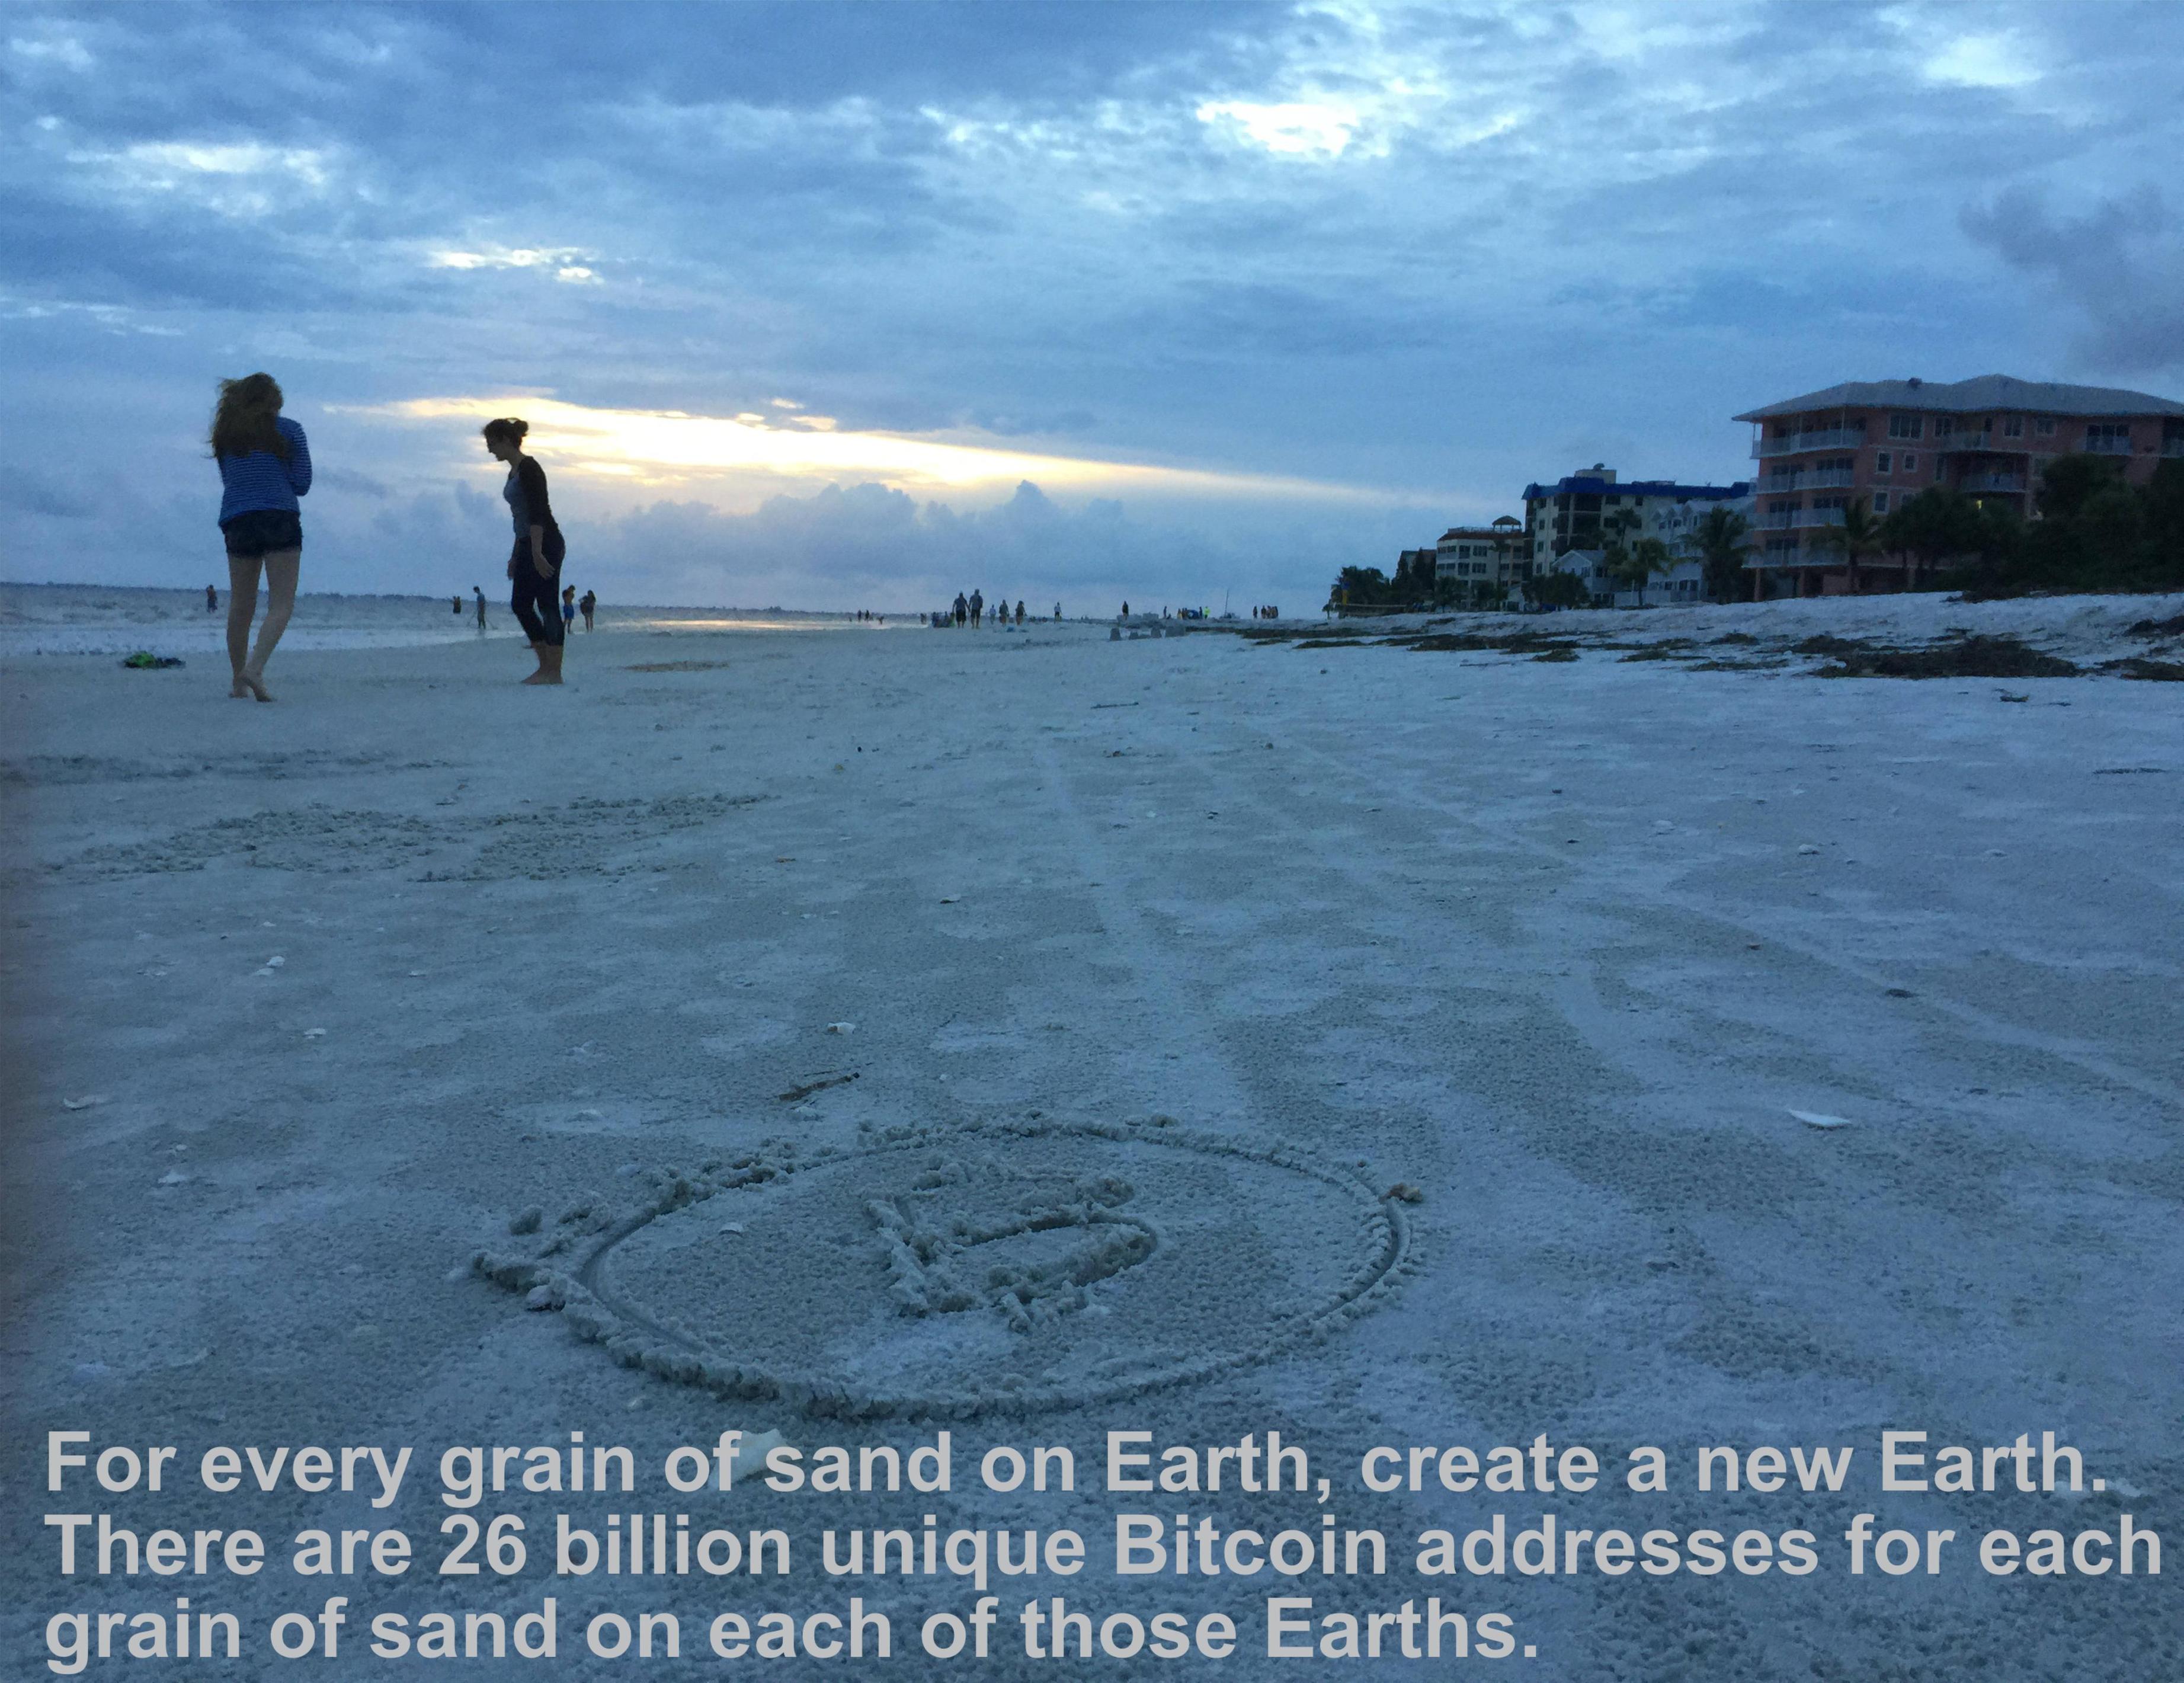 For every grain of sand on Earth, create a new Earth.
There are 26 billion unique Bitcoin addresses for each
grain of sand on each of those Earths.